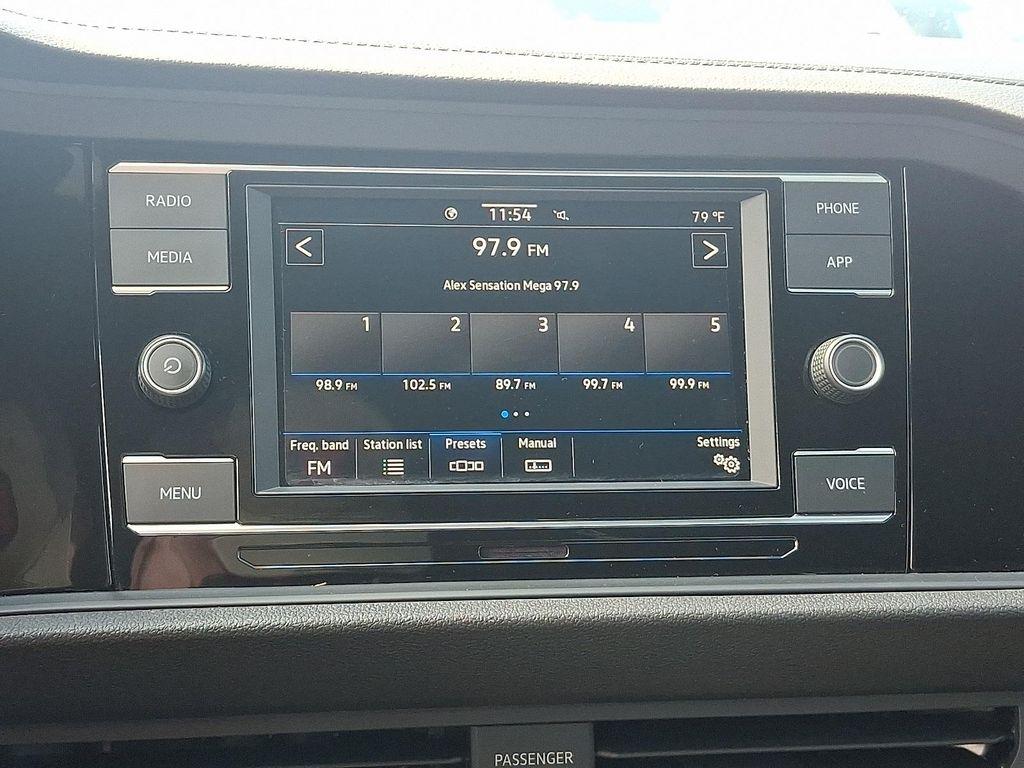 RADIO
MEDIA
MENU
11:54
79 °F
<
97.9 FM
>
Alex Sensation Mega 97.9
1 2 3 4 5
98.9 FM 102.5 FM 89.7 FM 99.7 FM 99.9 FM
Freq. band Station list Presets Manual Settings
FM
PHONE
APP
VOICE
PASSENGER